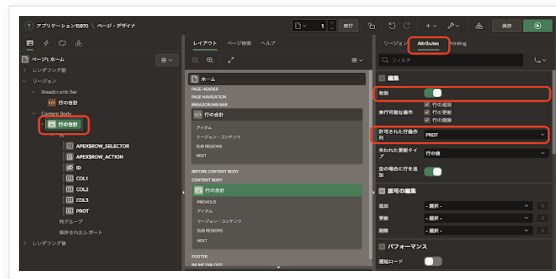 アプリケーション15870 \ ページ・デザイナ
1
実行
保存
ページ1: ホーム
レンダリング前
リージョン
Breadcrumb Bar
行の合計
Content Body
行の合計
列
APEX$ROW_SELECTOR
APEX$ROW_ACTION
ID
COL1
COL2
COL3
PROT
列グループ
保存されたレポート
レンダリング後
レイアウト
ページ検索
ヘルプ
ホーム
PAGE HEADER
PAGE NAVIGATION
BREADCRUMB BAR
行の合計
アイテム
リージョン・コンテンツ
SUB REGIONS
NEXT
BEFORE CONTENT BODY
CONTENT BODY
行の合計
PREVIOUS
アイテム
リージョン・コンテンツ
SUB REGIONS
NEXT
FOOTER
リージョン
Attributes
Printing
フィルタ
編集
有効
実行可能な操作
行の追加
行の更新
行の削除
許可された行操作列
PROT
失われた更新タイプ
行の値
空の場合に行を追加
認可の編集
追加
- 選択 -
更新
- 選択 -
削除
- 選択 -
パフォーマンス
遅延ロード